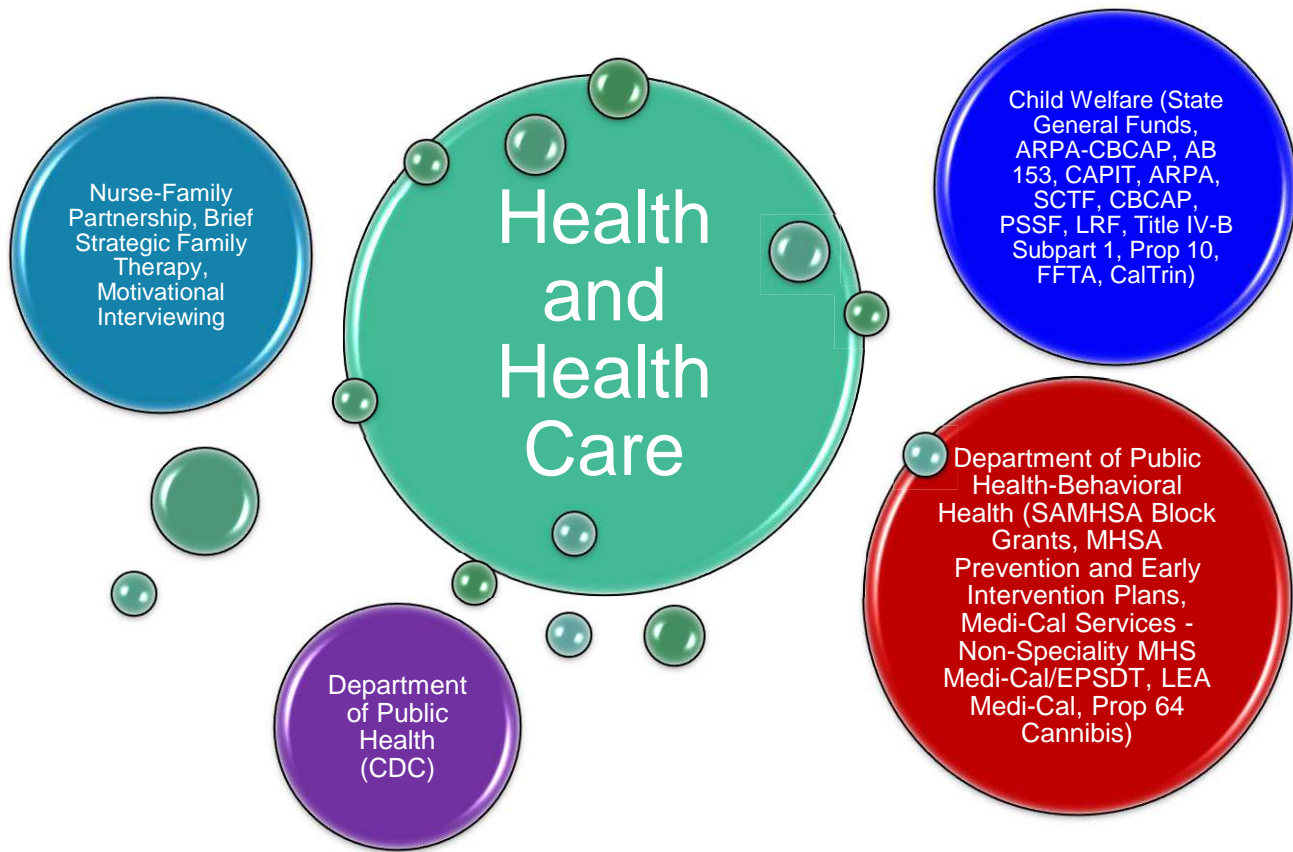 Nurse-Family
Partnership, Brief
Strategic Family
Therapy,
Motivational
Interviewing
Health
and
Health
Care
Child Welfare (State
General Funds,
ARPA-CBCAP, AB
153, CAPIT, ARPA,
SCTF, CBCAP,
PSSF, LRF, Title IV-B
Subpart 1, Prop 10,
FFTA, CalTrin)
Department of Public
Health-Behavioral
Health (SAMHSA Block
Grants, MHSA
Prevention and Early
Intervention Plans,
Medi-Cal Services -
Non-Speciality MHS
Medi-Cal/EPSDT, LEA
Medi-Cal, Prop 64
Cannibis)
Department
of Public
Health
(CDC)